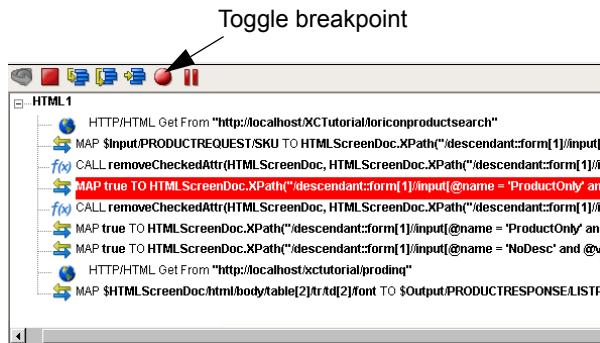 Toggle breakpoint
HTML1
HTTP/HTML Get From "http://localhost/XCTutorial/loriconproductsearch"
MAP $Input/PRODUCTREQUEST/SKU TO HTMLScreenDoc.XPath("/descendant::form[1]//input[
f(x) CALL removeCheckedAttr(HTMLScreenDoc, HTMLScreenDoc.XPath("/descendant::form[1]//i
MAP true TO HTMLScreenDoc.XPath("/descendant::form[1]//input[@name = 'ProductOnly' an
f(x) CALL removeCheckedAttr(HTMLScreenDoc, HTMLScreenDoc.XPath("/descendant::form[1]//i
MAP true TO HTMLScreenDoc.XPath("/descendant::form[1]//input[@name = 'ProductOnly' an
MAP true TO HTMLScreenDoc.XPath("/descendant::form[1]//input[@name = 'NoDesc' and @v
HTTP/HTML Get From "http://localhost/xctutorial/prodinq"
MAP $HTMLScreenDoc/html/body/table[2]/tr/td[2]/font TO $Output/PRODUCTRESPONSE/LISTP